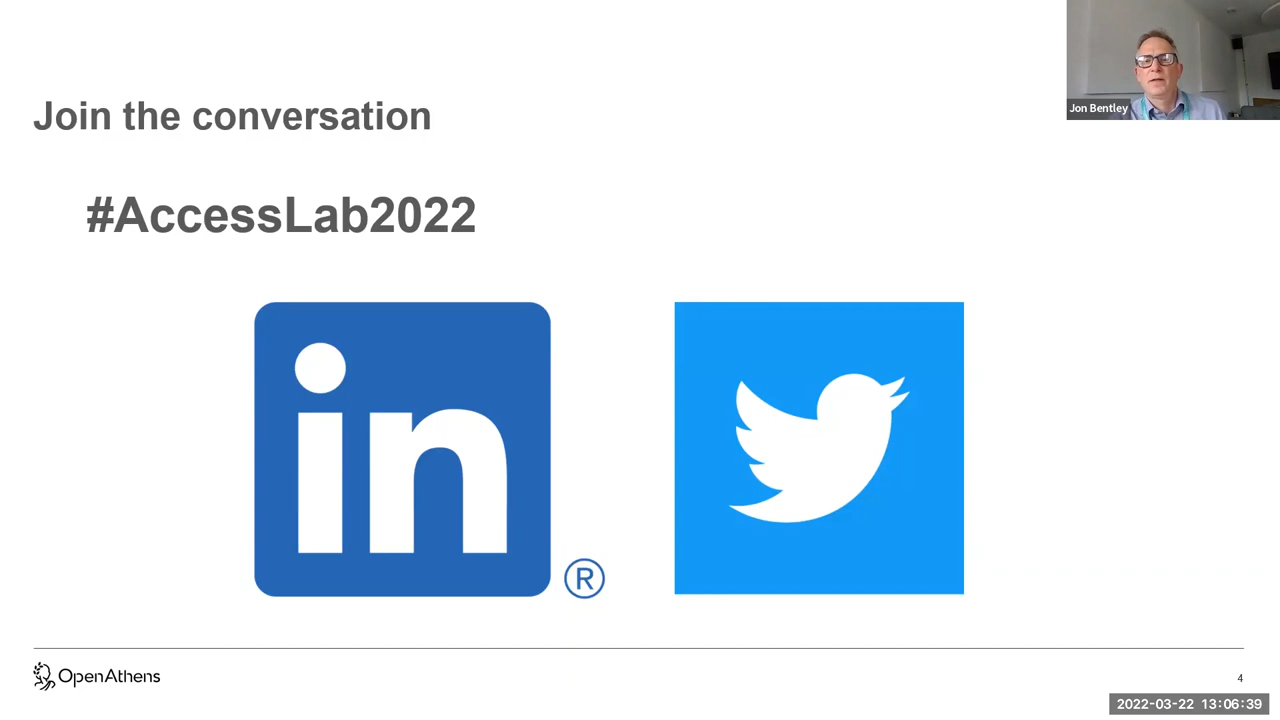 Join the conversation
Jon Bentley
#AccessLab2022
in
®
OpenAthens
4
2022-03-22 13:06:39